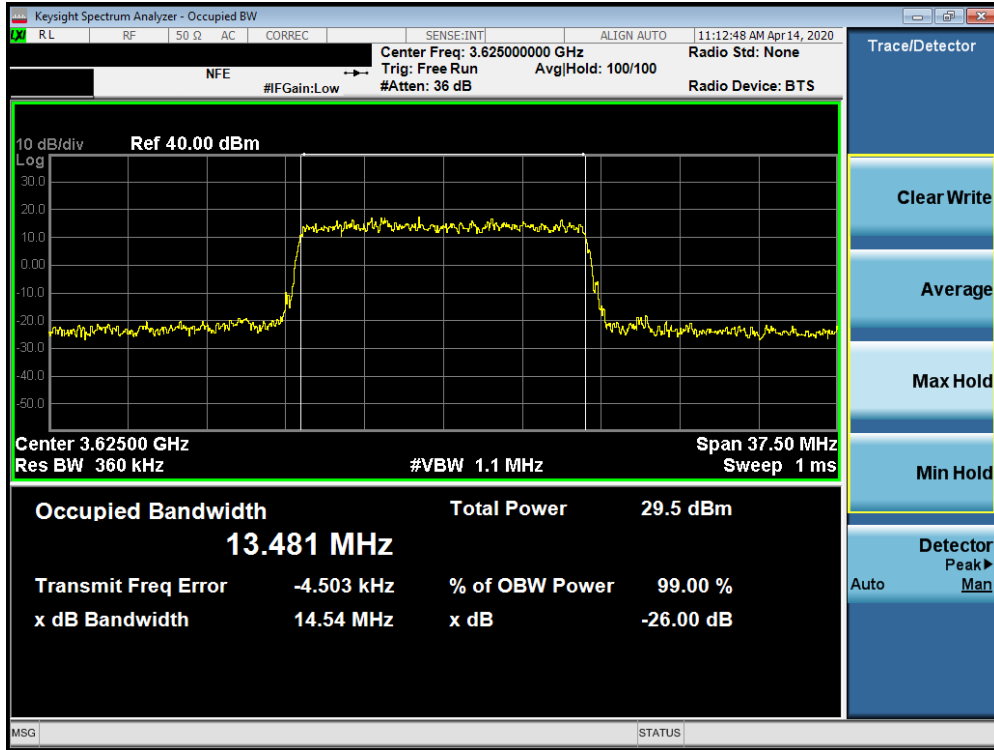 Keysight Spectrum Analyzer - Occupied BW
LXI RL RF 50 Ω AC CORREC SENSE:INT ALIGN AUTO 11:12:48 AM Apr 14, 2020
Center Freq: 3.625000000 GHz Radio Std: None
NFE Trig: Free Run Avg|Hold: 100/100
#IFGain:Low #Atten: 36 dB Radio Device: BTS
Trace/Detector
10 dB/div Ref 40.00 dBm
Log
30.0
20.0
10.0
0.00
-10.0
-20.0
-30.0
-40.0
-50.0
Center 3.62500 GHz Span 37.50 MHz
Res BW 360 kHz #VBW 1.1 MHz Sweep 1 ms
Occupied Bandwidth Total Power 29.5 dBm
13.481 MHz
Transmit Freq Error -4.503 kHz % of OBW Power 99.00 %
x dB Bandwidth 14.54 MHz x dB -26.00 dB
Clear Write
Average
Max Hold
Min Hold
Detector
Peak▶
Auto Man
MSG STATUS